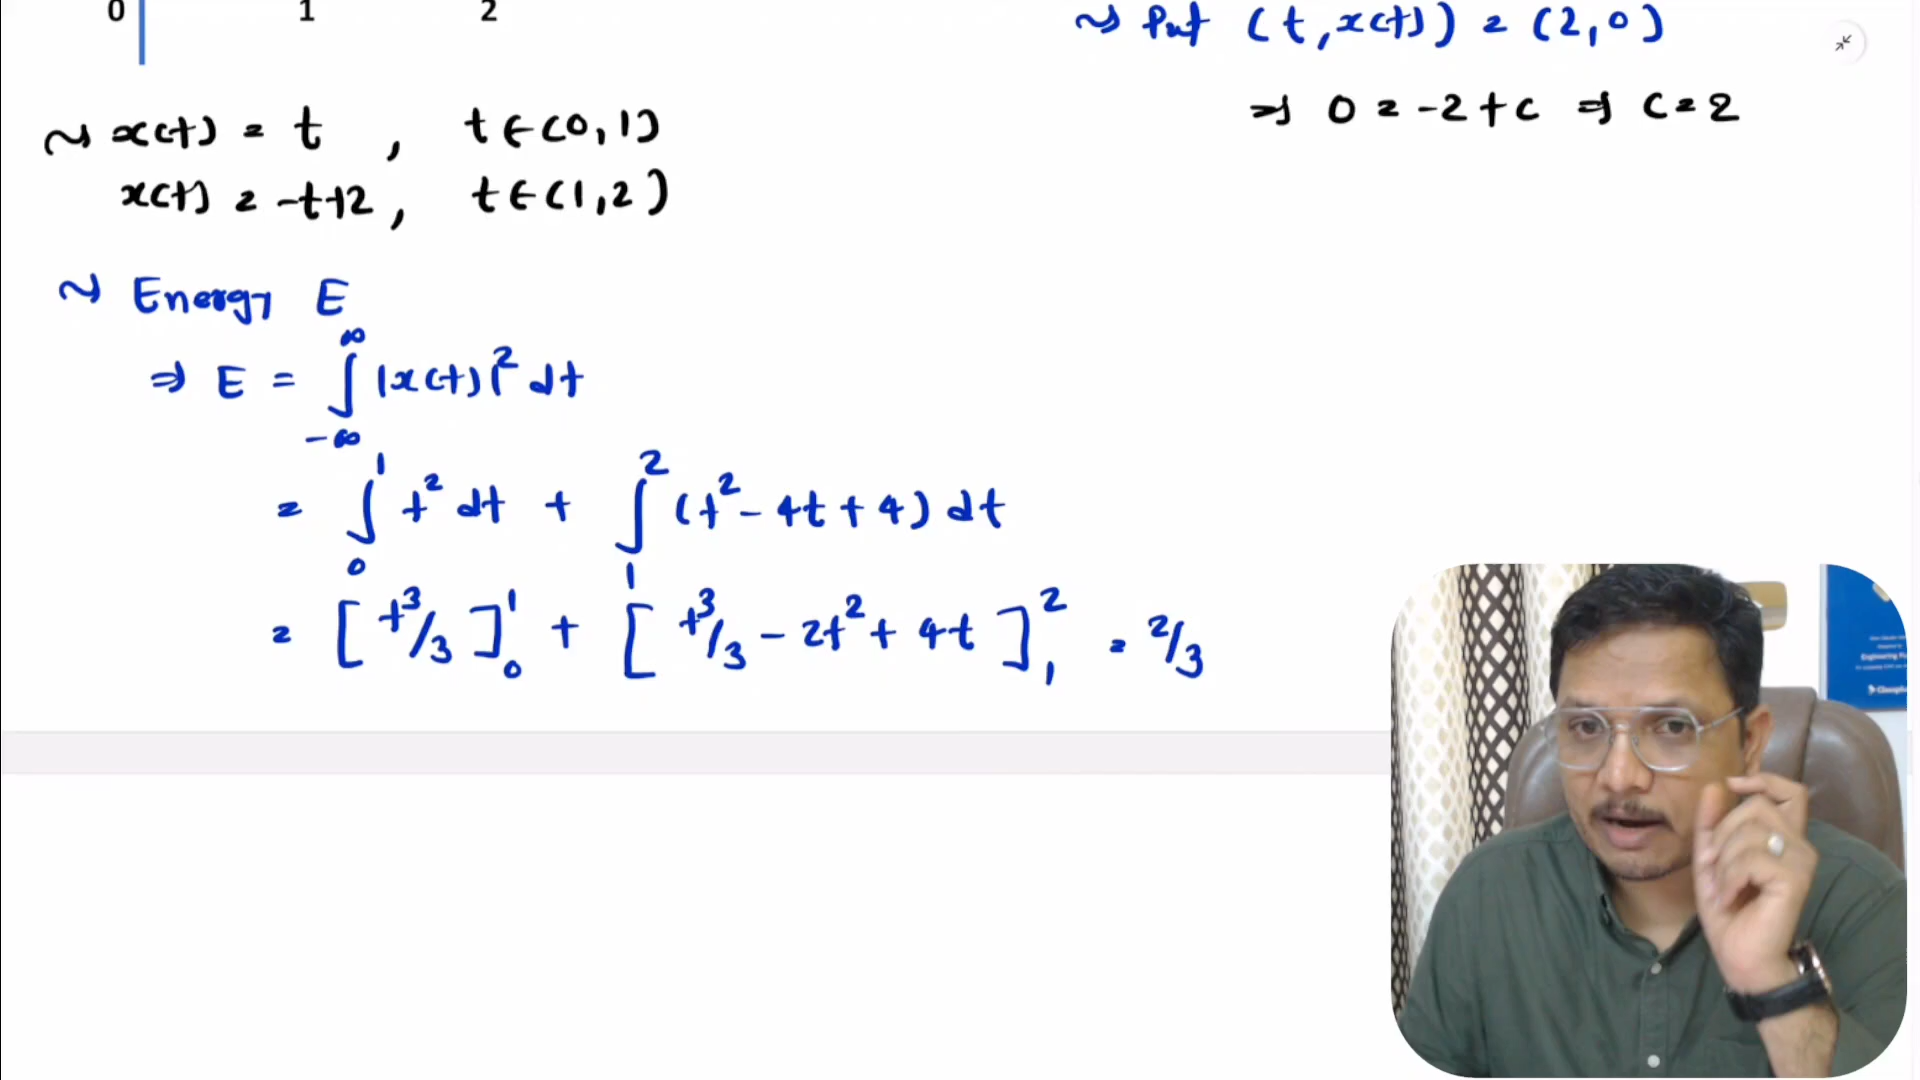 0 1 2
~> Put (t, x(t)) = (2, 0)
=> 0 = -2 + C => C = 2
~> x(t) = t , t ∈ (0, 1)
x(t) = -t+2 , t ∈ (1, 2)
~> Energy E
=> E = ∫_{-∞}^{∞} |x(t)|² dt
= ∫_0^1 t² dt + ∫_1^2 (t² - 4t + 4) dt
= [ t³/3 ]_0^1 + [ t³/3 - 2t² + 4t ]_1^2 = 2/3